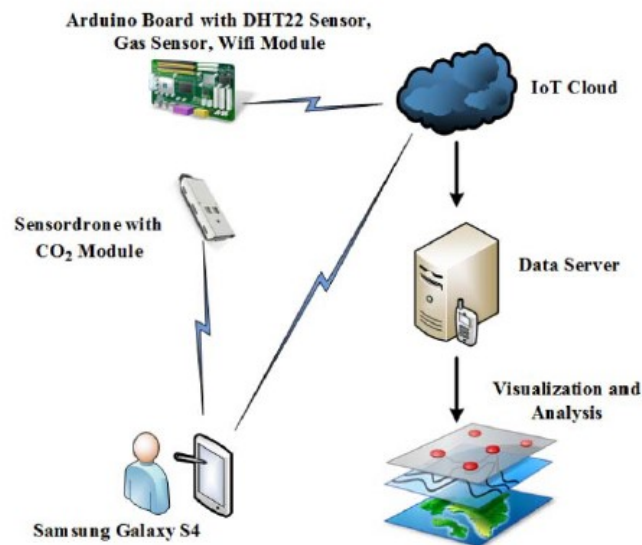 Arduino Board with DHT22 Sensor,
Gas Sensor, Wifi Module
IoT Cloud
Sensordrone with
CO₂ Module
Data Server
Visualization and
Analysis
Samsung Galaxy S4